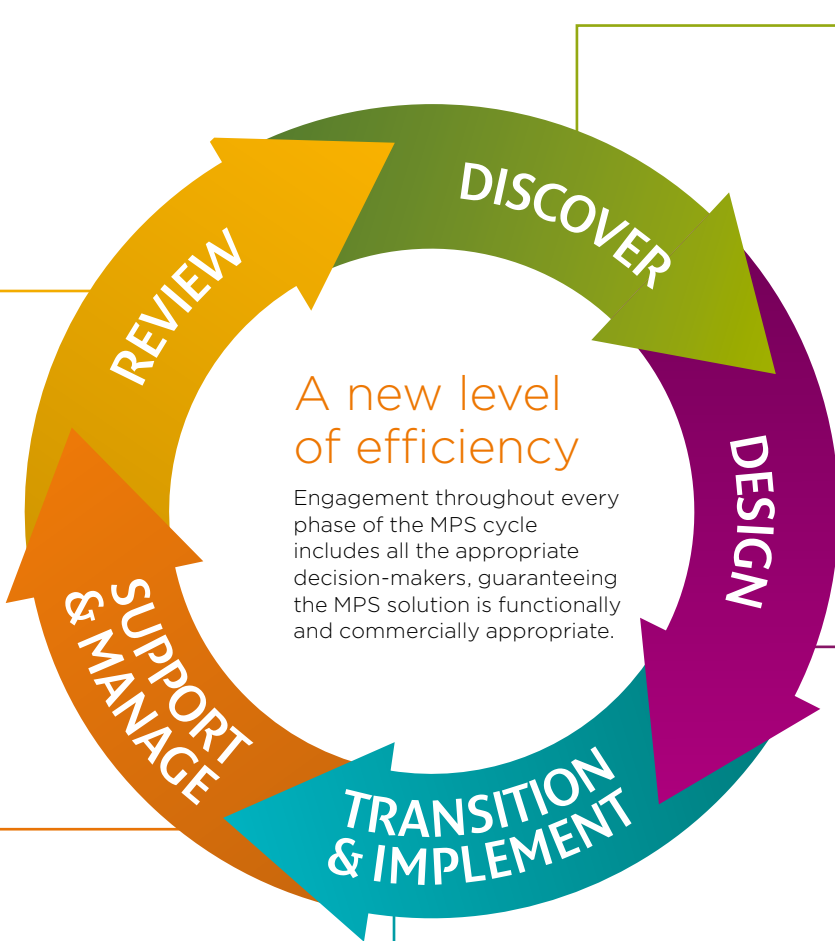 DISCOVER
DESIGN
TRANSITION
& IMPLEMENT
SUPPORT
& MANAGE
REVIEW
A new level
of efficiency
Engagement throughout every
phase of the MPS cycle
includes all the appropriate
decision-makers, guaranteeing
the MPS solution is functionally
and commercially appropriate.